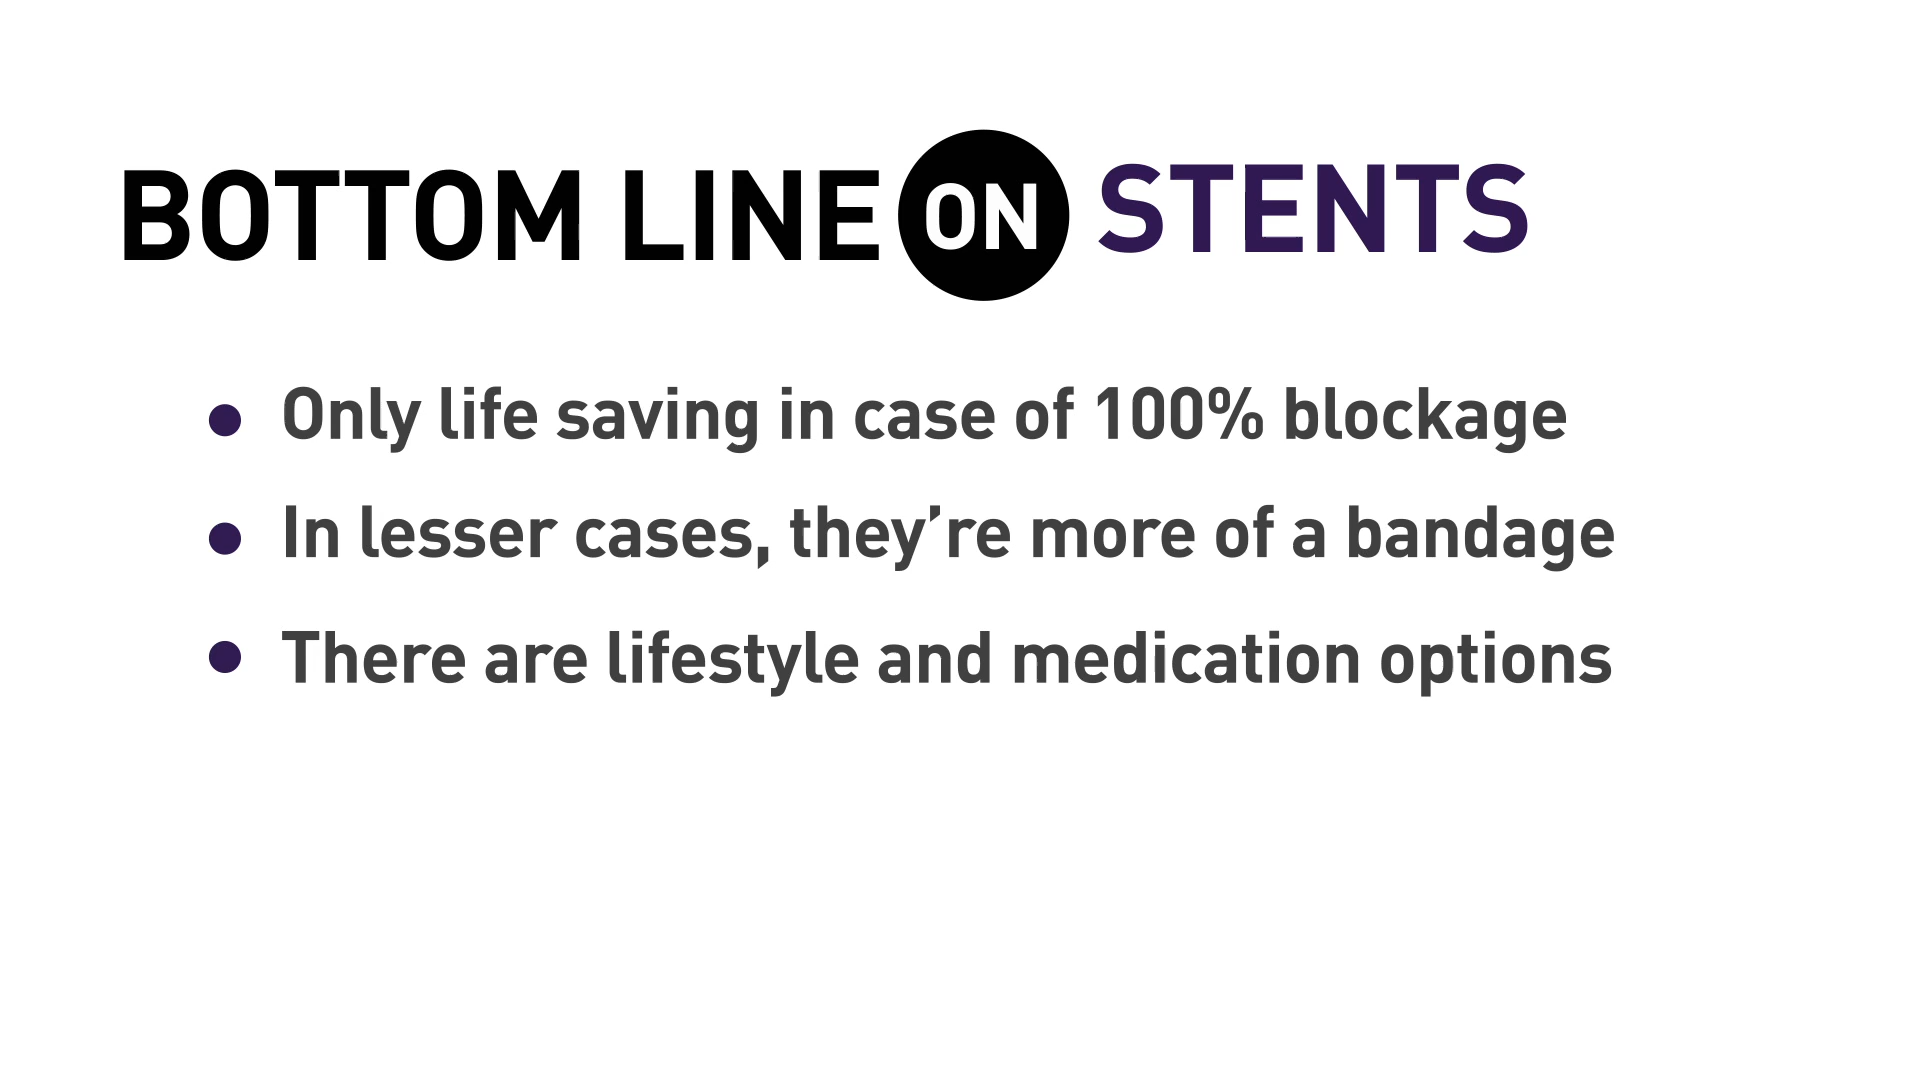 BOTTOM LINE ON STENTS
Only life saving in case of 100% blockage
In lesser cases, they’re more of a bandage
There are lifestyle and medication options